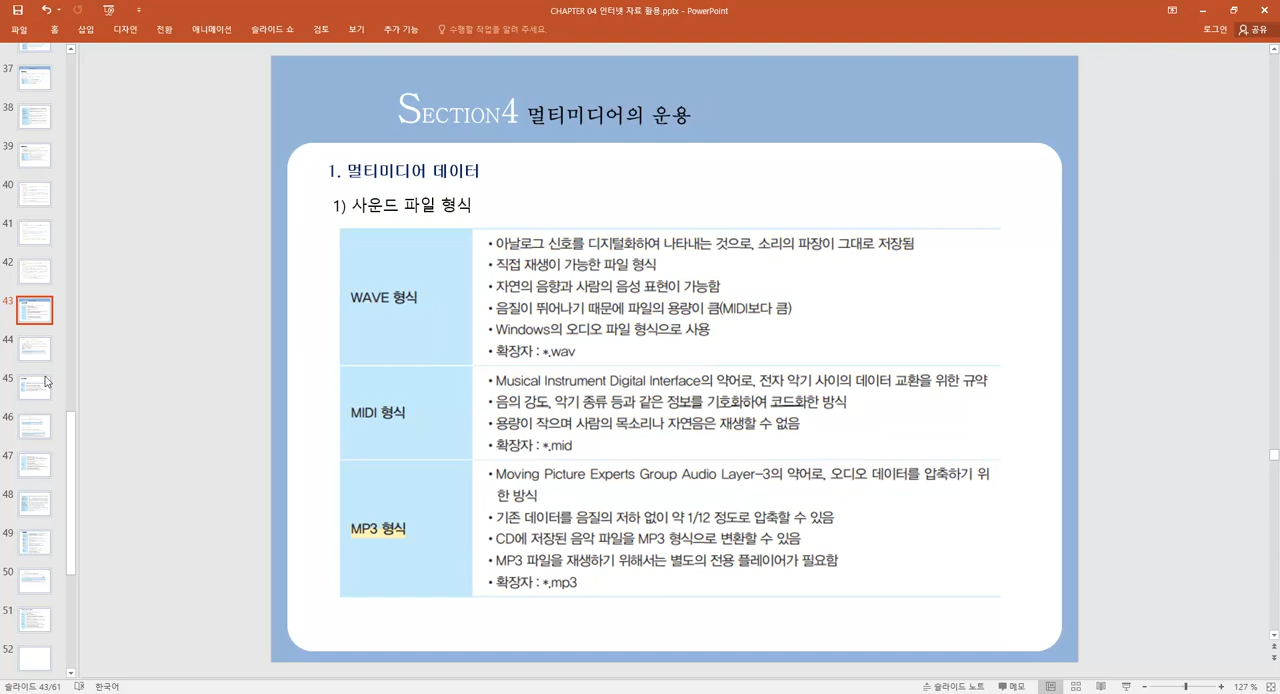 CHAPTER 04 인터넷 자료 활용.pptx - PowerPoint
파일 홈 삽입 디자인 전환 애니메이션 슬라이드 쇼 검토 보기 추가 기능 수행할 작업을 알려 주세요. 로그인 공유
37
38
39
40
41
42
43
44
45
46
47
48
49
50
51
52
SECTION4 멀티미디어의 운용
1. 멀티미디어 데이터
1) 사운드 파일 형식
WAVE 형식
• 아날로그 신호를 디지털화하여 나타내는 것으로, 소리의 파장이 그대로 저장됨
• 직접 재생이 가능한 파일 형식
• 자연의 음향과 사람의 음성 표현이 가능함
• 음질이 뛰어나기 때문에 파일의 용량이 큼(MIDI보다 큼)
• Windows의 오디오 파일 형식으로 사용
• 확장자 : *.wav
MIDI 형식
• Musical Instrument Digital Interface의 약어로, 전자 악기 사이의 데이터 교환을 위한 규약
• 음의 강도, 악기 종류 등과 같은 정보를 기호화하여 코드화한 방식
• 용량이 작으며 사람의 목소리나 자연음은 재생할 수 없음
• 확장자 : *.mid
MP3 형식
• Moving Picture Experts Group Audio Layer-3의 약어로, 오디오 데이터를 압축하기 위
한 방식
• 기존 데이터를 음질의 저하 없이 약 1/12 정도로 압축할 수 있음
• CD에 저장된 음악 파일을 MP3 형식으로 변환할 수 있음
• MP3 파일을 재생하기 위해서는 별도의 전용 플레이어가 필요함
• 확장자 : *.mp3
슬라이드 43/61 한국어 슬라이드 노트 메모 127 %